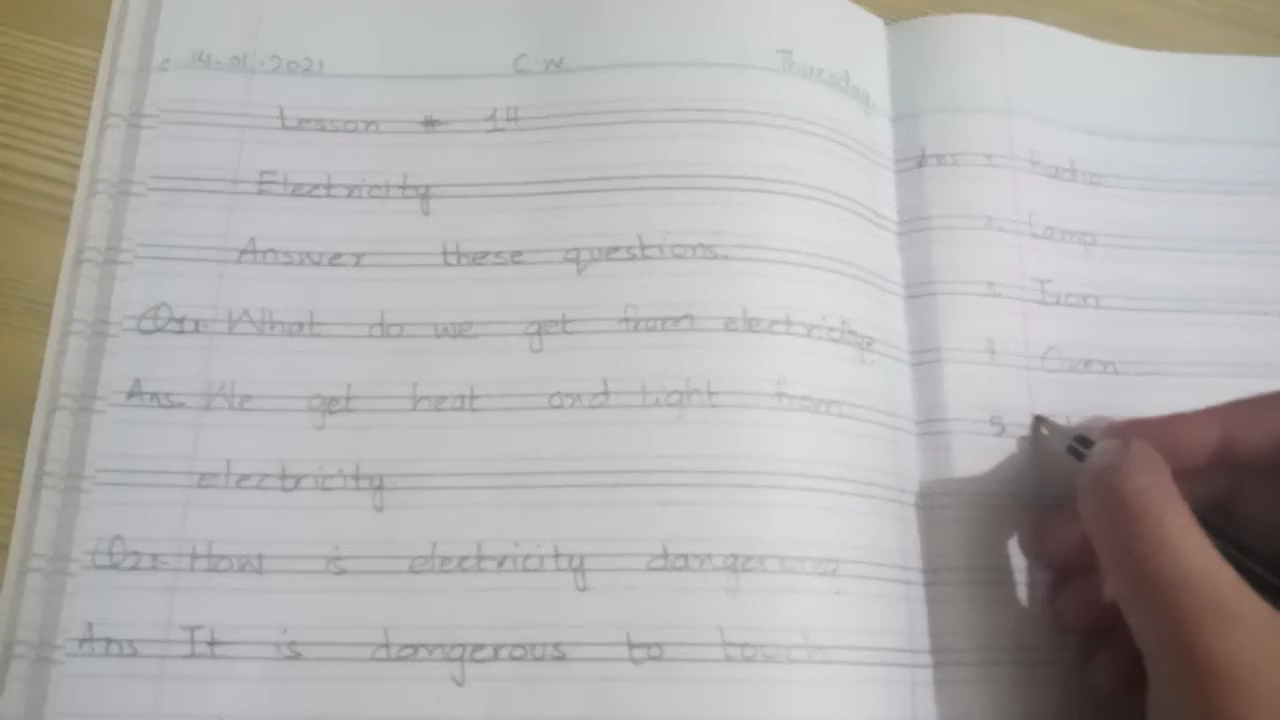 14.01.2021 C.W Thursday
Lesson # 14
Electricity
Answer these questions.
Q1:- What do we get from electricity?
Ans We get heat and light from
electricity.
Q2:- How is electricity dangerous?
Ans It is dangerous to touch
Ans 1. Radio
2. Lamp
3. Iron
4. Oven
5.